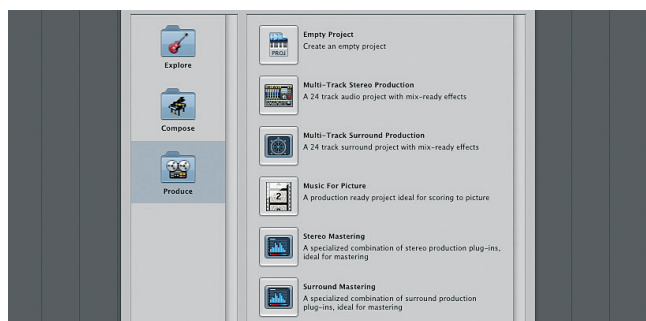 Explore
Compose
Produce
Empty Project
Create an empty project
PROJ
Multi-Track Stereo Production
A 24 track audio project with mix-ready effects
Multi-Track Surround Production
A 24 track surround project with mix-ready effects
Music For Picture
A production ready project ideal for scoring to picture
2
Stereo Mastering
A specialized combination of stereo production plug-ins,
ideal for mastering
Surround Mastering
A specialized combination of surround production
plug-ins, ideal for mastering